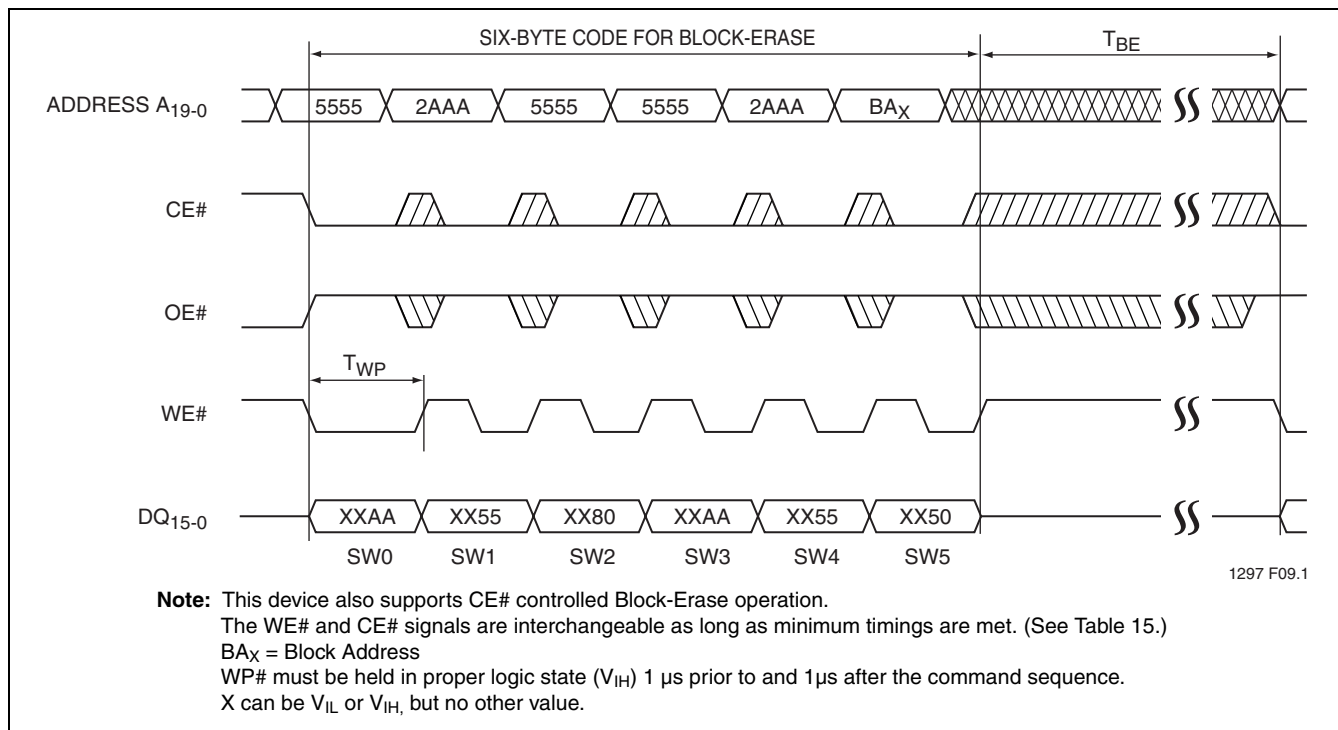 SIX-BYTE CODE FOR BLOCK-ERASE
TBE
ADDRESS A19-0
5555 2AAA 5555 5555 2AAA BAX
CE#
OE#
TWP
WE#
DQ15-0
XXAA XX55 XX80 XXAA XX55 XX50
SW0 SW1 SW2 SW3 SW4 SW5
1297 F09.1
Note: This device also supports CE# controlled Block-Erase operation.
The WE# and CE# signals are interchangeable as long as minimum timings are met. (See Table 15.)
BAX = Block Address
WP# must be held in proper logic state (VIH) 1 µs prior to and 1µs after the command sequence.
X can be VIL or VIH, but no other value.